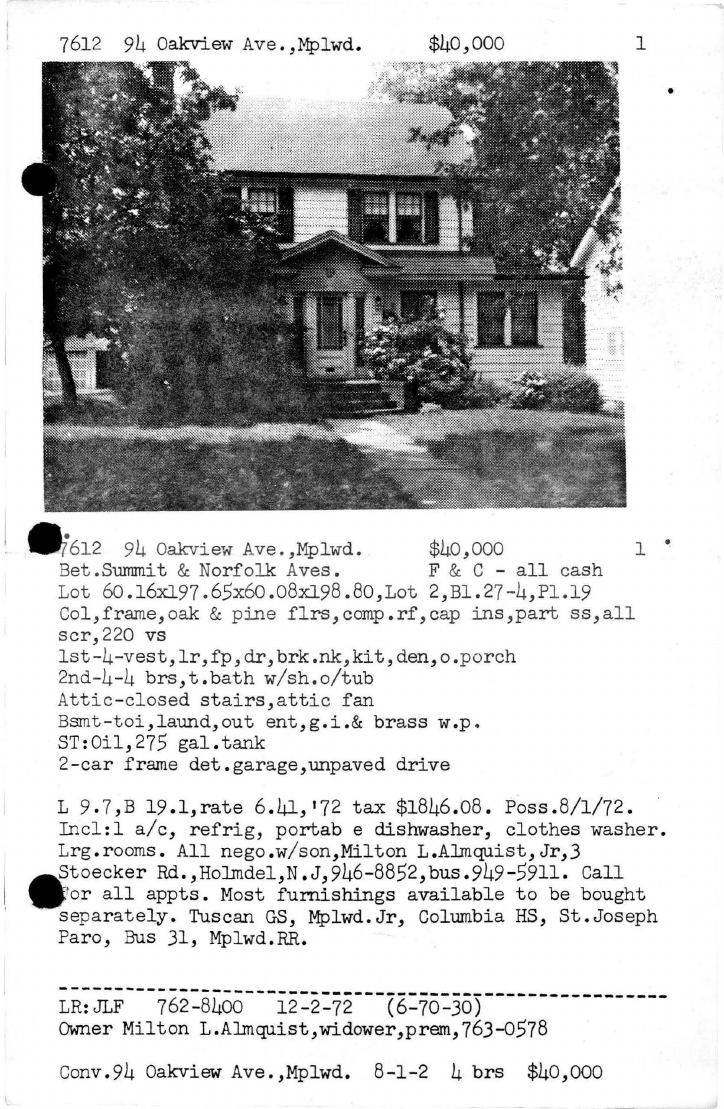 7612 94 Oakview Ave.,Mplwd. $40,000 1
7612 94 Oakview Ave.,Mplwd. $40,000 1
Bet.Summit & Norfolk Aves. F & C - all cash
Lot 60.16x197.65x60.08x198.80,Lot 2,Bl.27-4,Pl.19
Col,frame,oak & pine flrs,comp.rf,cap ins,part ss,all
scr,220 vs
1st-4-vest,lr,fp,dr,brk.nk,kit,den,o.porch
2nd-4-4 brs,t.bath w/sh.o/tub
Attic-closed stairs,attic fan
Bsmt-toi,laund,out ent,g.i.& brass w.p.
ST:Oil,275 gal.tank
2-car frame det.garage,unpaved drive
L 9.7,B 19.1,rate 6.41,'72 tax $1846.08. Poss.8/1/72.
Incl:1 a/c, refrig, portab e dishwasher, clothes washer.
Lrg.rooms. All nego.w/son,Milton L.Almquist,Jr,3
Stoecker Rd.,Holmdel,N.J,946-8852,bus.949-5911. Call
for all appts. Most furnishings available to be bought
separately. Tuscan GS, Mplwd.Jr, Columbia HS, St.Joseph
Paro, Bus 31, Mplwd.RR.
LR:JLF 762-8400 12-2-72 (6-70-30)
Owner Milton L.Almquist,widower,prem,763-0578
Conv.94 Oakview Ave.,Mplwd. 8-1-2 4 brs $40,000